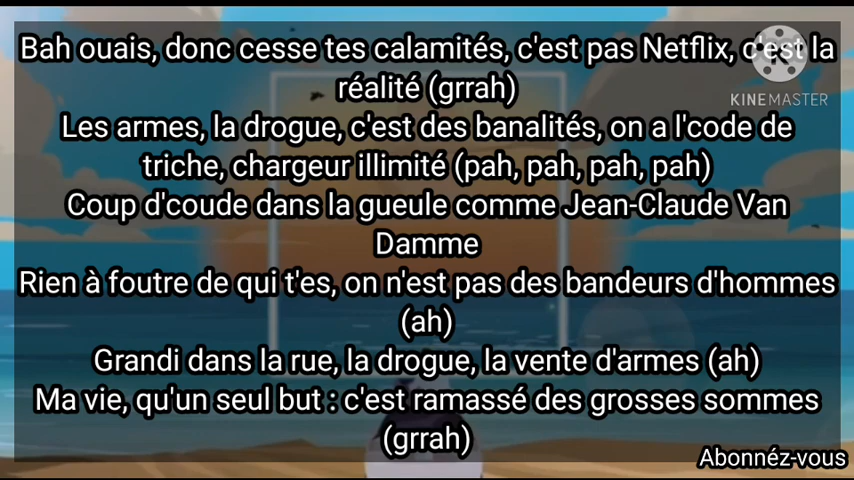 Bah ouais, donc cesse tes calamités, c'est pas Netflix, c'est la
réalité (grrah)
Les armes, la drogue, c'est des banalités, on a l'code de
triche, chargeur illimité (pah, pah, pah, pah)
Coup d'coude dans la gueule comme Jean-Claude Van
Damme
Rien à foutre de qui t'es, on n'est pas des bandeurs d'hommes
(ah)
Grandi dans la rue, la drogue, la vente d'armes (ah)
Ma vie, qu'un seul but : c'est ramassé des grosses sommes
(grrah)
KINEMASTER
Abonnéz-vous